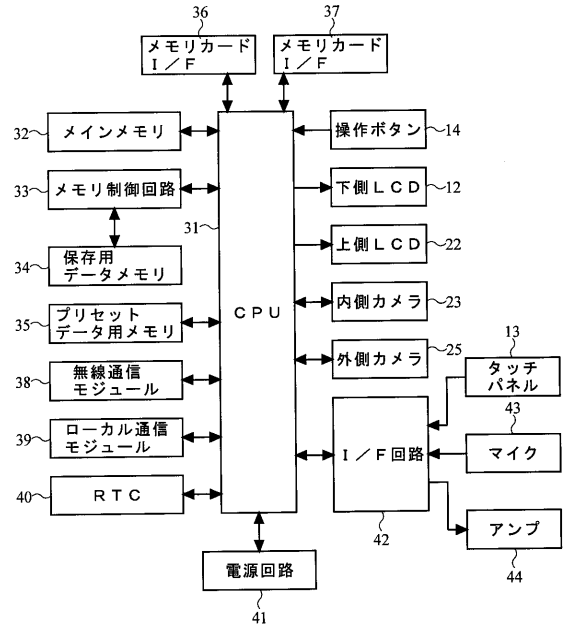 36
37
メモリカード
I/F
メモリカード
I/F
32
メインメモリ
操作ボタン
14
33
メモリ制御回路
31
下側LCD
12
34
保存用
データメモリ
上側LCD
22
35
プリセット
データ用メモリ
CPU
内側カメラ
23
38
無線通信
モジュール
外側カメラ
25
13
タッチ
パネル
39
ローカル通信
モジュール
I/F回路
42
43
マイク
40
RTC
アンプ
44
電源回路
41